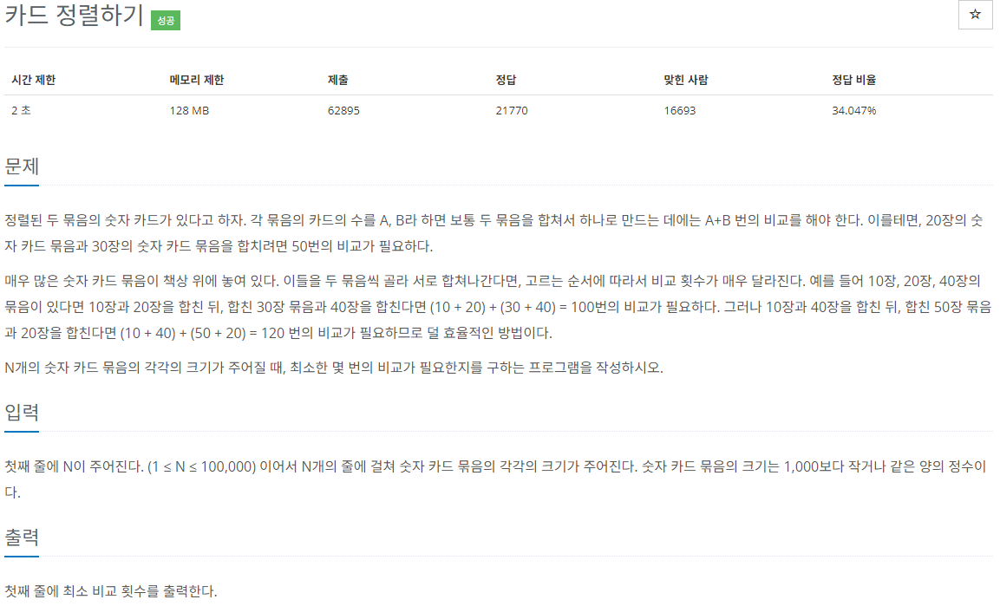 카드 정렬하기 성공
☆
시간 제한 메모리 제한 제출 정답 맞힌 사람 정답 비율
2 초 128 MB 62895 21770 16693 34.047%
문제
정렬된 두 묶음의 숫자 카드가 있다고 하자. 각 묶음의 카드의 수를 A, B라 하면 보통 두 묶음을 합쳐서 하나로 만드는 데에는 A+B 번의 비교를 해야 한다. 이를테면, 20장의 숫
자 카드 묶음과 30장의 숫자 카드 묶음을 합치려면 50번의 비교가 필요하다.
매우 많은 숫자 카드 묶음이 책상 위에 놓여 있다. 이들을 두 묶음씩 골라 서로 합쳐나간다면, 고르는 순서에 따라서 비교 횟수가 매우 달라진다. 예를 들어 10장, 20장, 40장의
묶음이 있다면 10장과 20장을 합친 뒤, 합친 30장 묶음과 40장을 합친다면 (10 + 20) + (30 + 40) = 100번의 비교가 필요하다. 그러나 10장과 40장을 합친 뒤, 합친 50장 묶음
과 20장을 합친다면 (10 + 40) + (50 + 20) = 120 번의 비교가 필요하므로 덜 효율적인 방법이다.
N개의 숫자 카드 묶음의 각각의 크기가 주어질 때, 최소한 몇 번의 비교가 필요한지를 구하는 프로그램을 작성하시오.
입력
첫째 줄에 N이 주어진다. (1 ≤ N ≤ 100,000) 이어서 N개의 줄에 걸쳐 숫자 카드 묶음의 각각의 크기가 주어진다. 숫자 카드 묶음의 크기는 1,000보다 작거나 같은 양의 정수이
다.
출력
첫째 줄에 최소 비교 횟수를 출력한다.